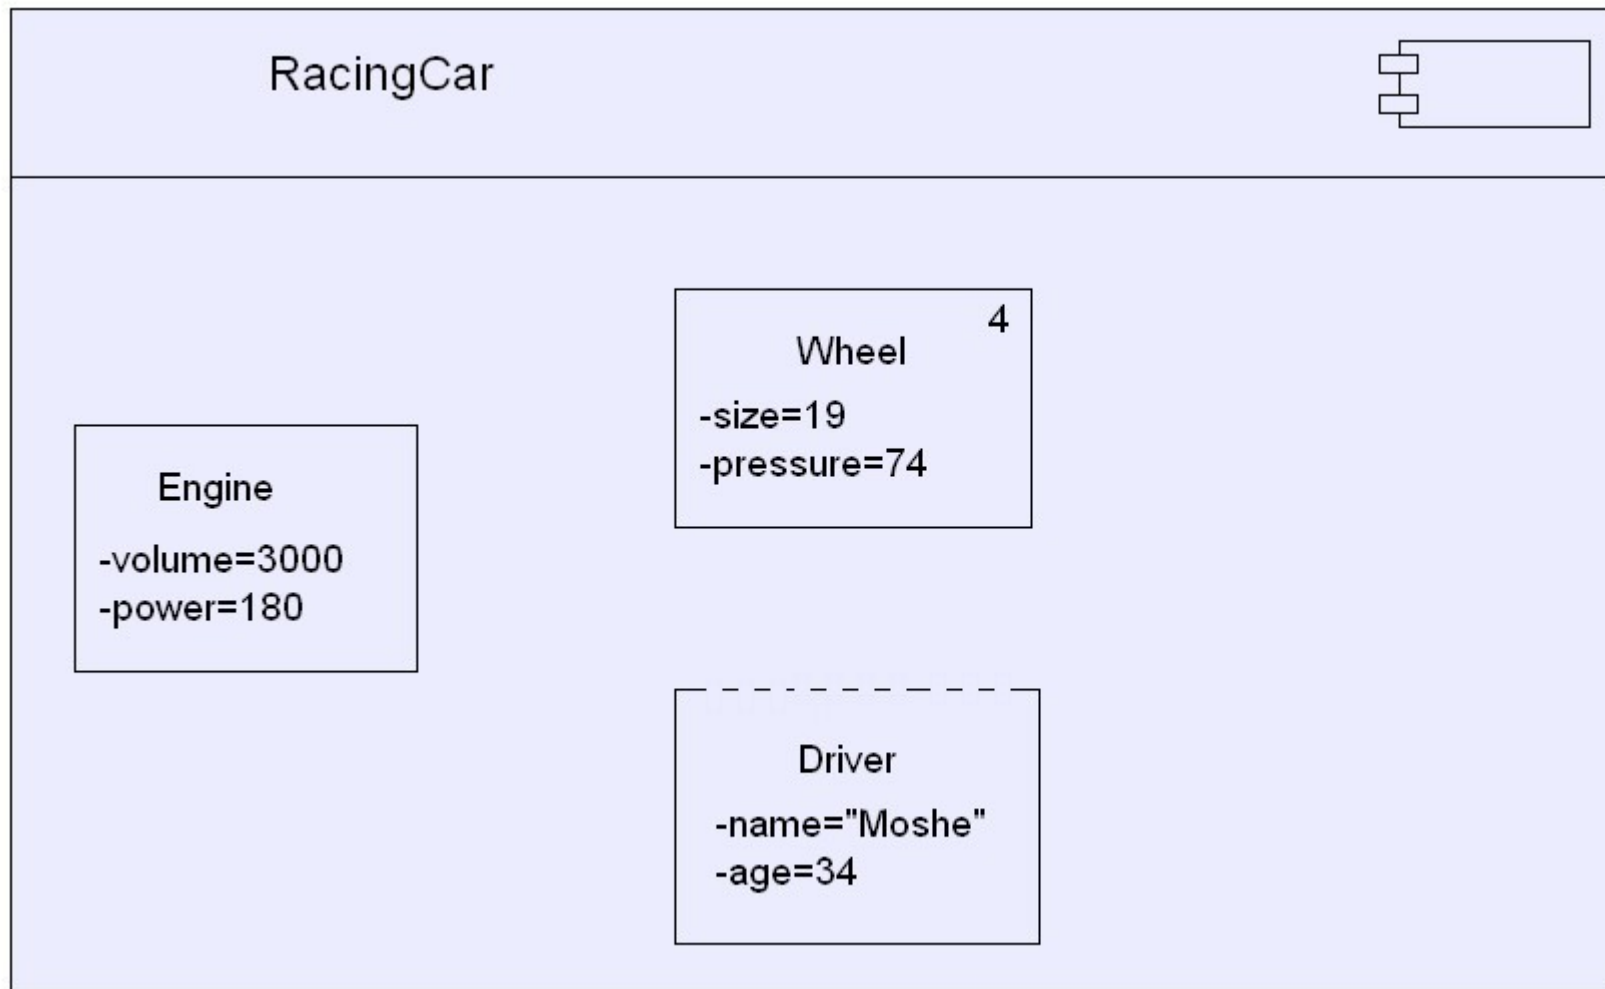 RacingCar
4
Wheel
-size=19
-pressure=74
Engine
-volume=3000
-power=180
Driver
-name="Moshe"
-age=34